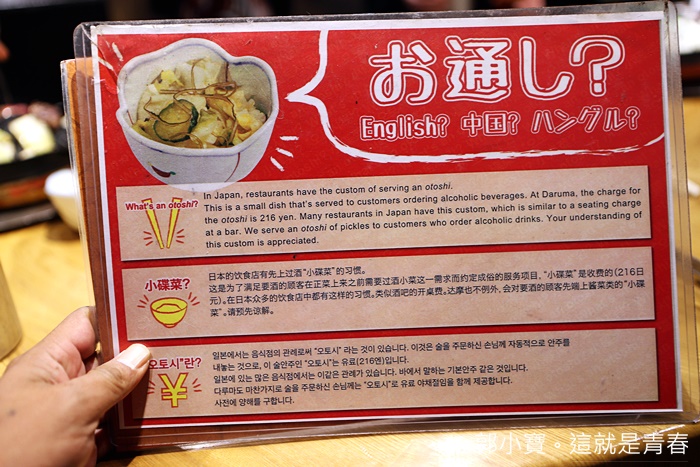 お通し?
English? 中国? ハングル?
What's an otoshi?
In Japan, restaurants have the custom of serving an otoshi.
This is a small dish that's served to customers ordering alcoholic beverages. At Daruma, the charge for
the otoshi is 216 yen. Many restaurants in Japan have this custom, which is similar to a seating charge
at a bar. We serve an otoshi of pickles to customers who order alcoholic drinks. Your understanding of
this custom is appreciated.
小碟菜?
日本的饮食店有先上过酒“小碟菜”的习惯。
这是为了满足要酒的顾客在正菜上来之前需要过酒小菜这一需求而约定成俗的服务项目，“小碟菜”是收费的（216日
元）。在日本众多的饮食店中都有这样的习惯。类似酒吧的开桌费。达摩也不例外，会对要酒的顾客先端上酱菜类的“小碟
菜”。请预先谅解。
"오토시"란?
¥
일본에서는 음식점의 관례로써 "오토시" 라는 것이 있습니다. 이것은 술을 주문하신 손님께 자동적으로 안주를
내놓는 것으로, 이 술안주인 "오토시"는 유료(216엔)입니다.
일본에 있는 많은 음식점에서는 이같은 관례가 있습니다. 바에서 말하는 기본안주 같은 것입니다.
다루마도 마찬가지로 술을 주문하신 손님께는 "오토시"로 유료 야채절임을 함께 제공합니다.
사전에 양해를 구합니다.
小寶。這就是青春